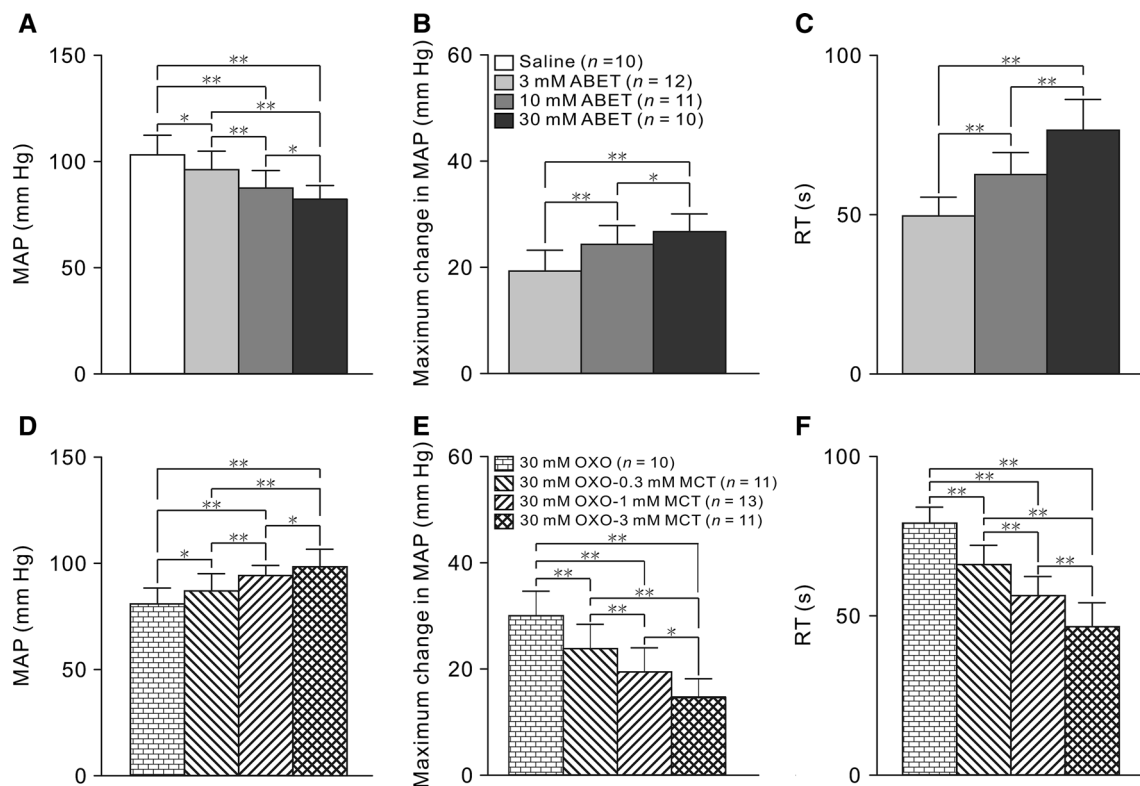 A
MAP (mm Hg)
150
100
50
0
**
**
**
*
**
*
B
Maximum change in MAP (mm Hg)
60
40
20
0
Saline (n =10)
3 mM ABET (n = 12)
10 mM ABET (n = 11)
30 mM ABET (n = 10)
**
**
*
C
RT (s)
100
50
0
**
**
**
D
MAP (mm Hg)
150
100
50
0
**
**
**
*
**
*
E
Maximum change in MAP (mm Hg)
60
40
20
0
30 mM OXO (n = 10)
30 mM OXO-0.3 mM MCT (n = 11)
30 mM OXO-1 mM MCT (n = 13)
30 mM OXO-3 mM MCT (n = 11)
**
**
**
**
**
*
F
RT (s)
100
50
0
**
**
**
**
**
**